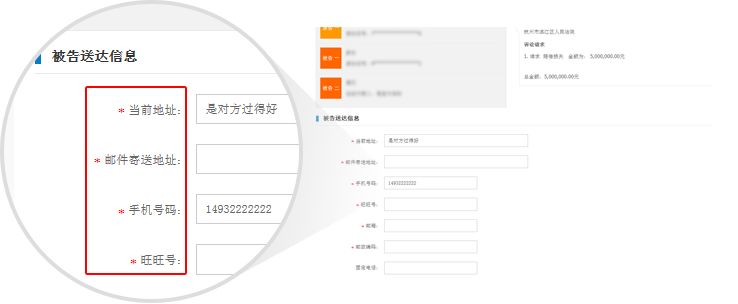 被告送达信息
* 当前地址: 是对方过得好
* 邮件寄送地址:
* 手机号码: 14932222222
* 旺旺号:
被告 一
被告 二
杭州市滨江区人民法院
诉讼请求
1. 请求 赔偿损失 金额为: 5,000,000.00元
总金额: 5,000,000.00元
被告送达信息
* 当前地址: 是对方过得好
* 邮件寄送地址:
* 手机号码: 14932222222
* 旺旺号:
* 邮箱:
* 邮政编码:
固定电话: